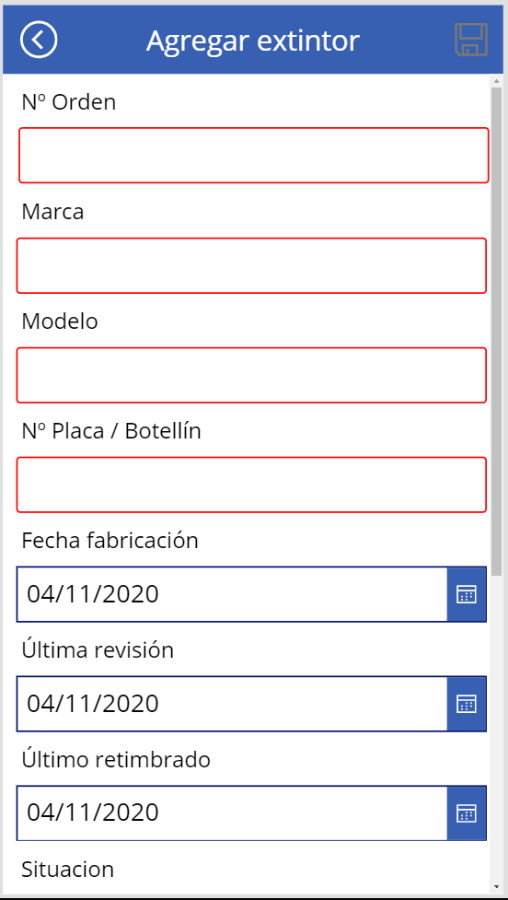 Agregar extintor
Nº Orden
Marca
Modelo
Nº Placa / Botellín
Fecha fabricación
04/11/2020
Última revisión
04/11/2020
Último retimbrado
04/11/2020
Situacion